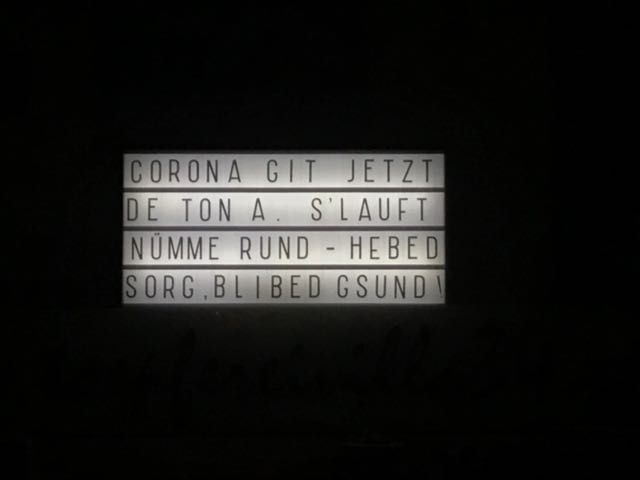 CORONA GIT JETZT
DE TON A. S'LAUFT
NÜMME RUND - HEBED
SORG, BLIBED GSUND!